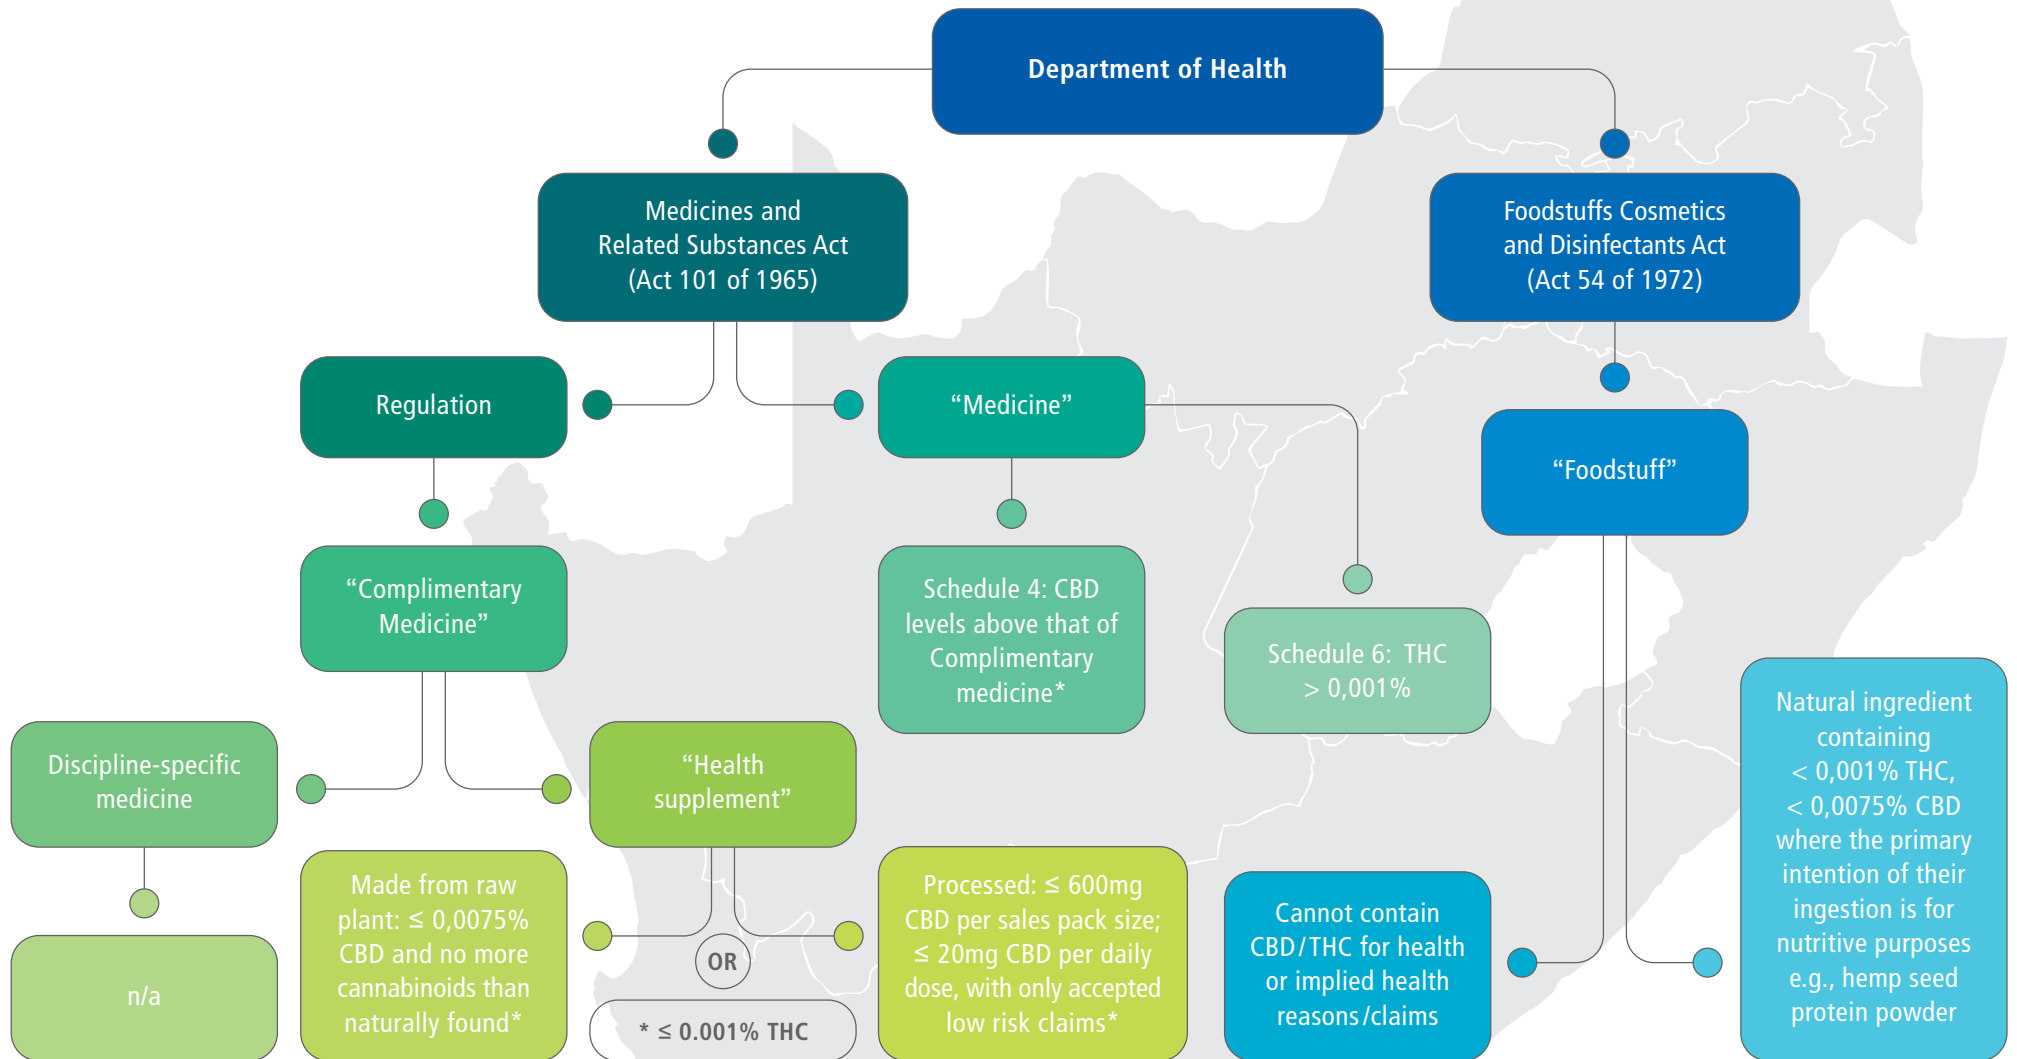 Department of Health
Medicines and
Related Substances Act
(Act 101 of 1965)
Foodstuffs Cosmetics
and Disinfectants Act
(Act 54 of 1972)
Regulation
“Medicine”
“Foodstuff”
“Complimentary
Medicine”
Schedule 4: CBD
levels above that of
Complimentary
medicine*
Schedule 6: THC
> 0,001%
Discipline-specific
medicine
“Health
supplement”
n/a
Made from raw
plant: ≤ 0,0075%
CBD and no more
cannabinoids than
naturally found*
OR
* ≤ 0.001% THC
Processed: ≤ 600mg
CBD per sales pack size;
≤ 20mg CBD per daily
dose, with only accepted
low risk claims*
Cannot contain
CBD/THC for health
or implied health
reasons/claims
Natural ingredient
containing
< 0,001% THC,
< 0,0075% CBD
where the primary
intention of their
ingestion is for
nutritive purposes
e.g., hemp seed
protein powder